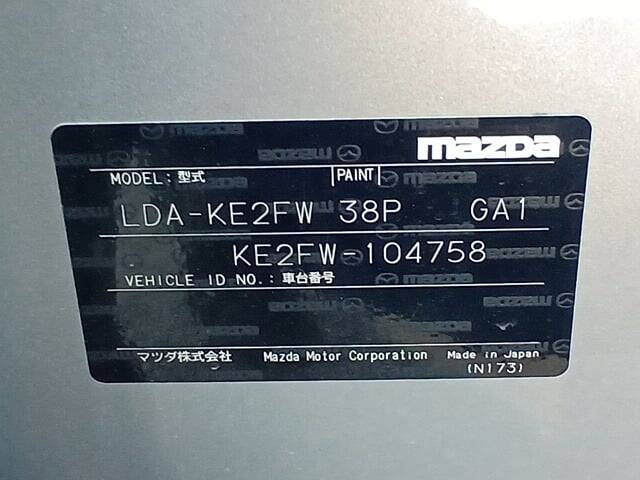 mazda
MODEL: 型式 PAINT
LDA-KE2FW 38P GA1
KE2FW-104758
VEHICLE ID NO.: 車台番号
マツダ株式会社 Mazda Motor Corporation Made in Japan
(N173)